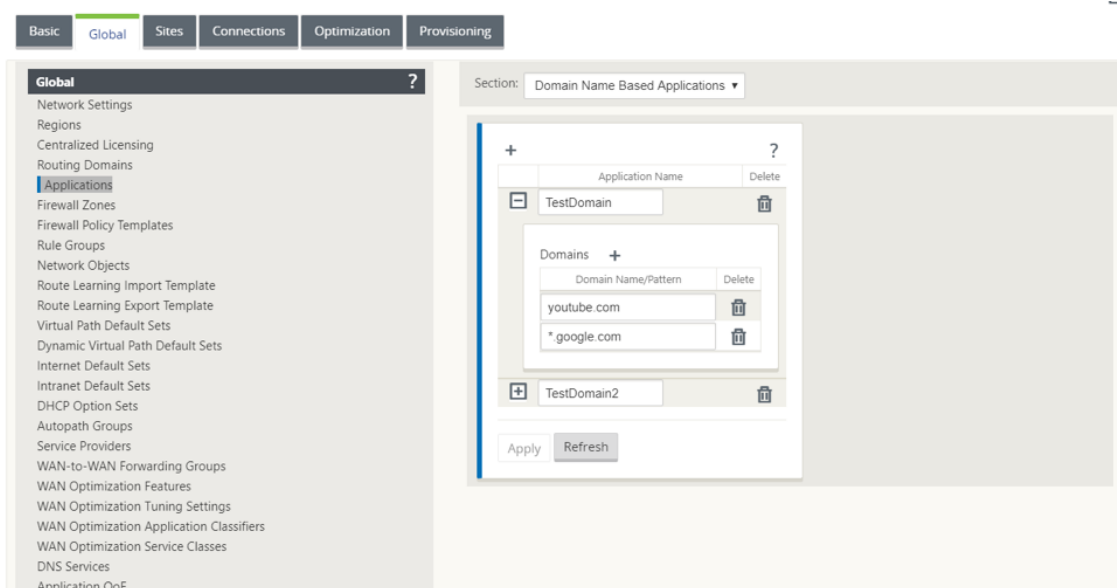 Basic Global Sites Connections Optimization Provisioning
Global ?
Network Settings
Regions
Centralized Licensing
Routing Domains
Applications
Firewall Zones
Firewall Policy Templates
Rule Groups
Network Objects
Route Learning Import Template
Route Learning Export Template
Virtual Path Default Sets
Dynamic Virtual Path Default Sets
Internet Default Sets
Intranet Default Sets
DHCP Option Sets
Autopath Groups
Service Providers
WAN-to-WAN Forwarding Groups
WAN Optimization Features
WAN Optimization Tuning Settings
WAN Optimization Application Classifiers
WAN Optimization Service Classes
DNS Services
Application QoE
Section: Domain Name Based Applications ▼
+ ?
Application Name Delete
TestDomain
Domains +
Domain Name/Pattern Delete
youtube.com
*.google.com
TestDomain2
Apply Refresh